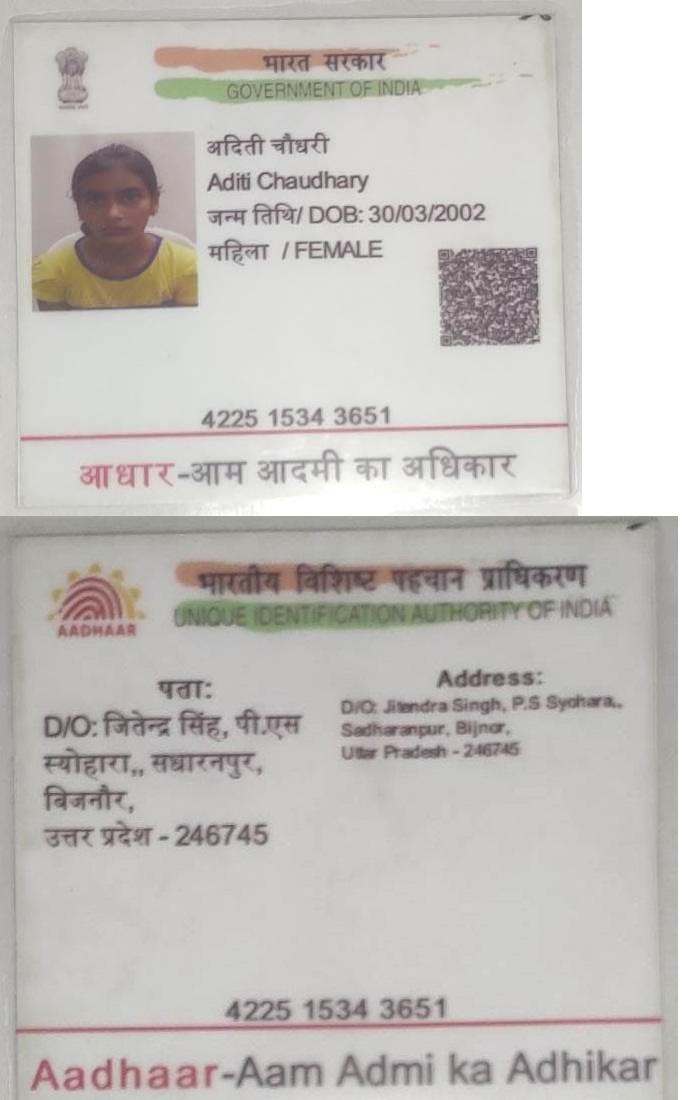 भारत सरकार
GOVERNMENT OF INDIA
अदिती चौधरी
Aditi Chaudhary
जन्म तिथि/ DOB: 30/03/2002
महिला / FEMALE
4225 1534 3651
आधार-आम आदमी का अधिकार
भारतीय विशिष्ट पहचान प्राधिकरण
UNIQUE IDENTIFICATION AUTHORITY OF INDIA
AADHAAR
पता:
D/O: जितेन्द्र सिंह, पी.एस
स्योहारा,, सधारनपुर,
बिजनौर,
उत्तर प्रदेश - 246745
Address:
D/O: Jitendra Singh, P.S Syohara,,
Sadharanpur, Bijnor,
Uttar Pradesh - 246745
4225 1534 3651
Aadhaar-Aam Admi ka Adhikar